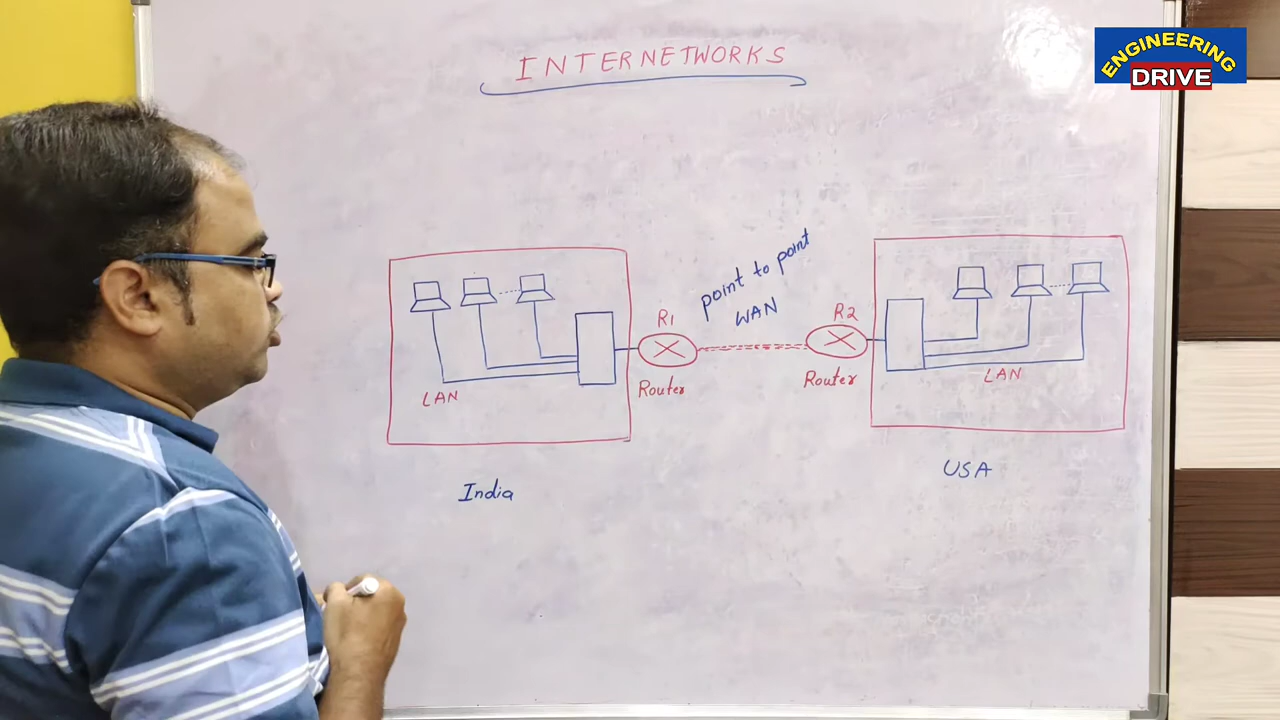 INTERNETWORKS
ENGINEERING
DRIVE
point to point
WAN
R1
R2
Router
Router
LAN
LAN
India
USA